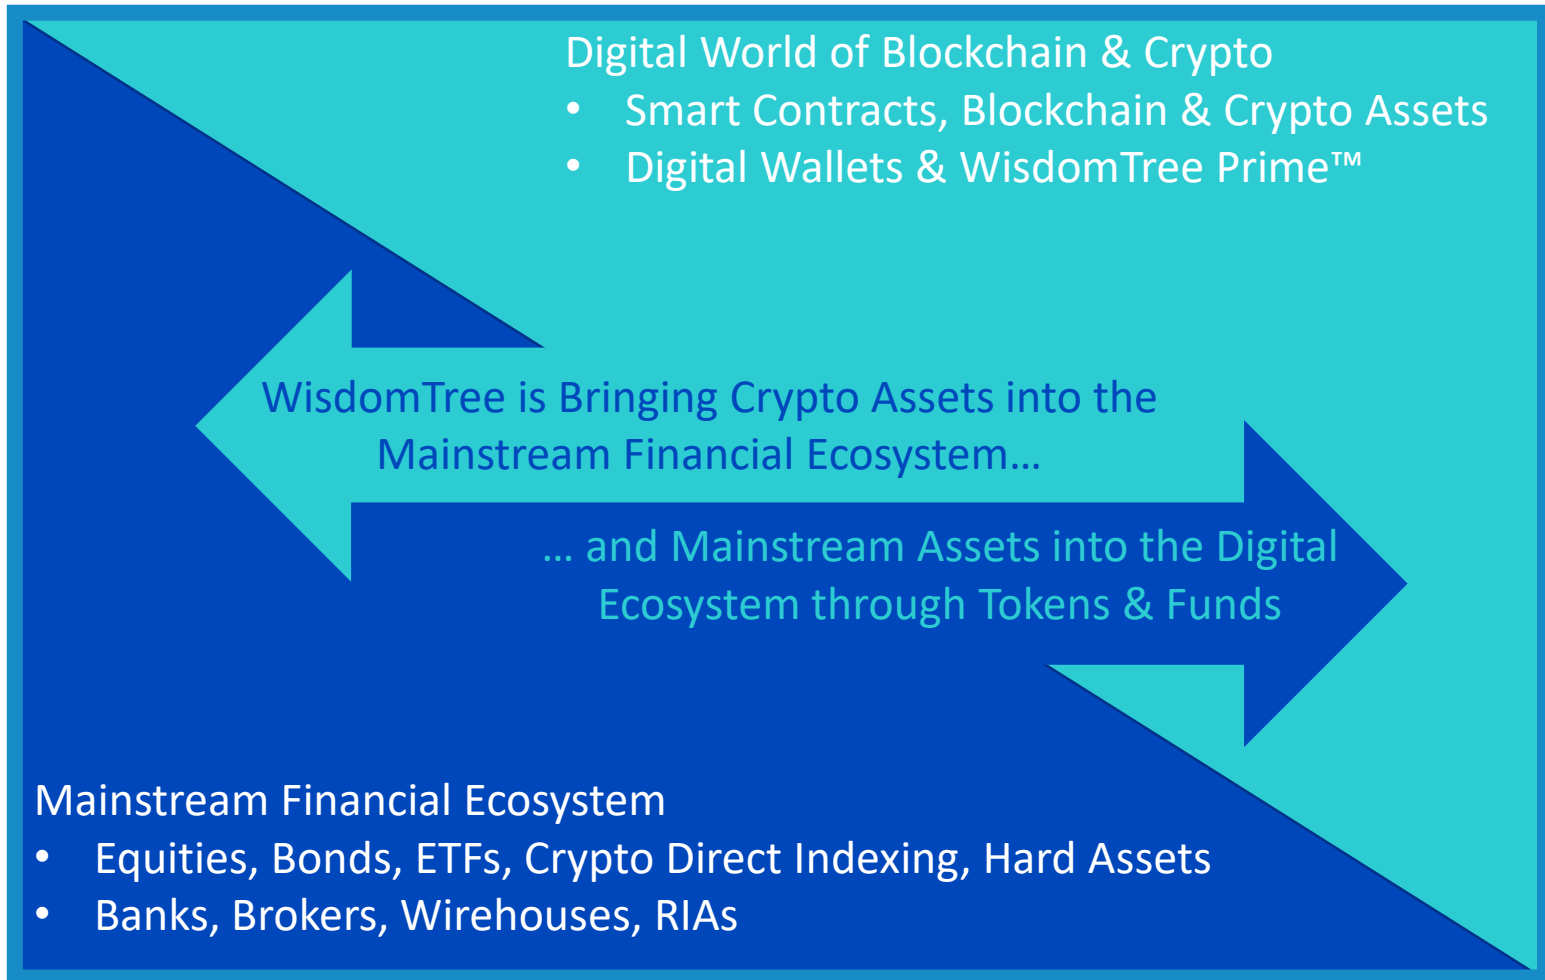 Digital World of Blockchain & Crypto
• Smart Contracts, Blockchain & Crypto Assets
• Digital Wallets & WisdomTree Prime™
WisdomTree is Bringing Crypto Assets into the
Mainstream Financial Ecosystem…
… and Mainstream Assets into the Digital
Ecosystem through Tokens & Funds
Mainstream Financial Ecosystem
• Equities, Bonds, ETFs, Crypto Direct Indexing, Hard Assets
• Banks, Brokers, Wirehouses, RIAs